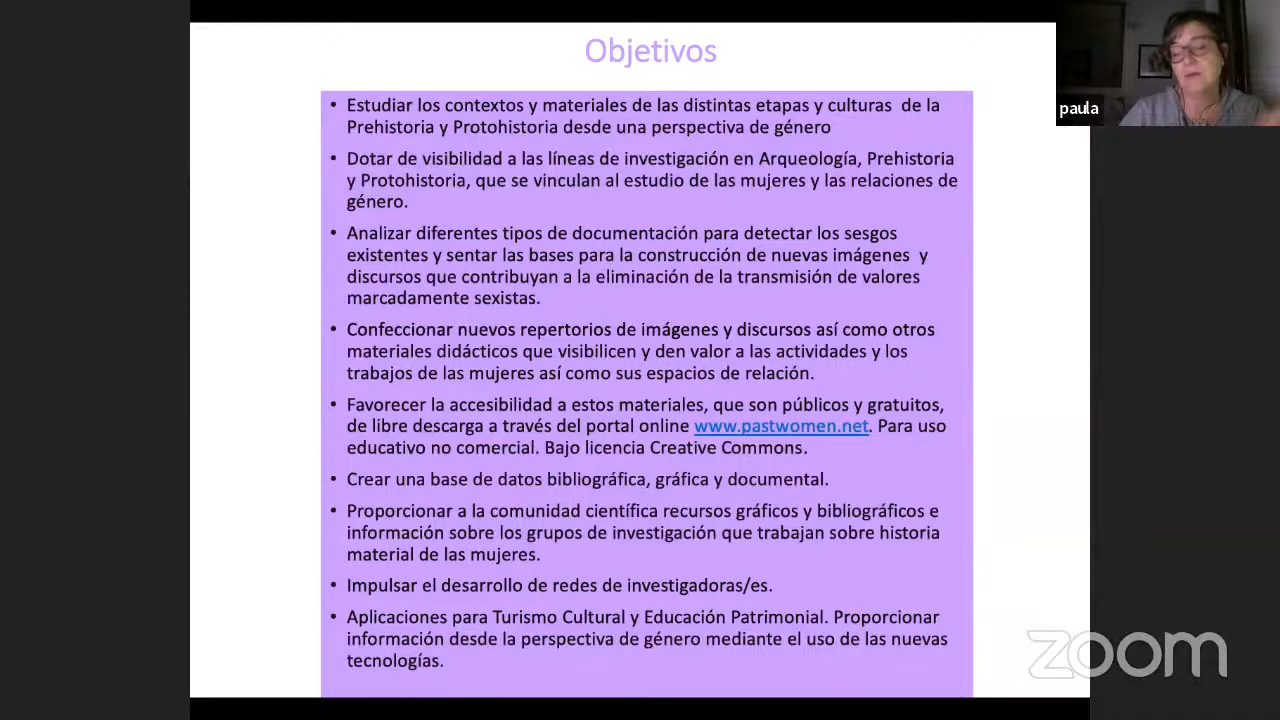 Objetivos
paula
• Estudiar los contextos y materiales de las distintas etapas y culturas de la
Prehistoria y Protohistoria desde una perspectiva de género
• Dotar de visibilidad a las líneas de investigación en Arqueología, Prehistoria
y Protohistoria, que se vinculan al estudio de las mujeres y las relaciones de
género.
• Analizar diferentes tipos de documentación para detectar los sesgos
existentes y sentar las bases para la construcción de nuevas imágenes y
discursos que contribuyan a la eliminación de la transmisión de valores
marcadamente sexistas.
• Confeccionar nuevos repertorios de imágenes y discursos así como otros
materiales didácticos que visibilicen y den valor a las actividades y los
trabajos de las mujeres así como sus espacios de relación.
• Favorecer la accesibilidad a estos materiales, que son públicos y gratuitos,
de libre descarga a través del portal online www.pastwomen.net. Para uso
educativo no comercial. Bajo licencia Creative Commons.
• Crear una base de datos bibliográfica, gráfica y documental.
• Proporcionar a la comunidad científica recursos gráficos y bibliográficos e
información sobre los grupos de investigación que trabajan sobre historia
material de las mujeres.
• Impulsar el desarrollo de redes de investigadoras/es.
• Aplicaciones para Turismo Cultural y Educación Patrimonial. Proporcionar
información desde la perspectiva de género mediante el uso de las nuevas
tecnologías.
zoom